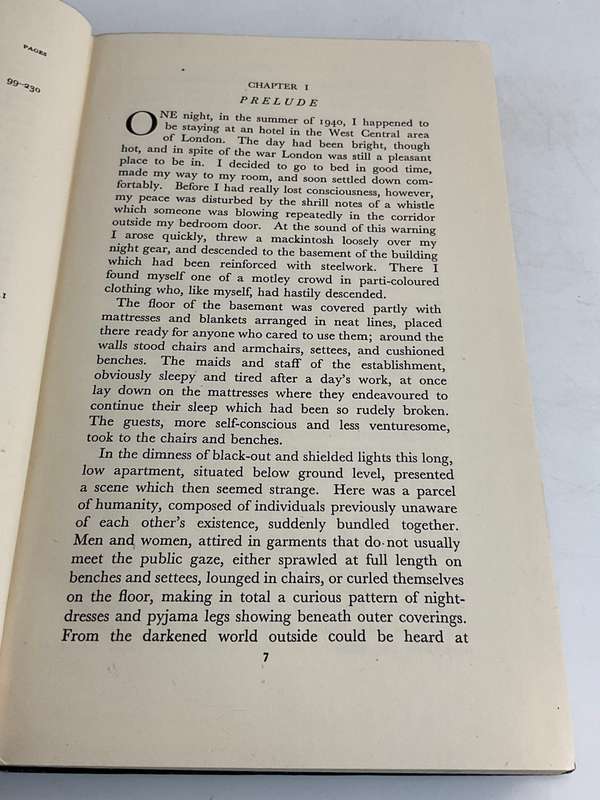 PAGES
99-230
I
CHAPTER I
PRELUDE
ONE night, in the summer of 1940, I happened to
be staying at an hotel in the West Central area
of London. The day had been bright, though
hot, and in spite of the war London was still a pleasant
place to be in. I decided to go to bed in good time,
made my way to my room, and soon settled down com-
fortably. Before I had really lost consciousness, however,
my peace was disturbed by the shrill notes of a whistle
which someone was blowing repeatedly in the corridor
outside my bedroom door. At the sound of this warning
I arose quickly, threw a mackintosh loosely over my
night gear, and descended to the basement of the building
which had been reinforced with steelwork. There I
found myself one of a motley crowd in parti-coloured
clothing who, like myself, had hastily descended.
The floor of the basement was covered partly with
mattresses and blankets arranged in neat lines, placed
there ready for anyone who cared to use them; around the
walls stood chairs and armchairs, settees, and cushioned
benches. The maids and staff of the establishment,
obviously sleepy and tired after a day's work, at once
lay down on the mattresses where they endeavoured to
continue their sleep which had been so rudely broken.
The guests, more self-conscious and less venturesome,
took to the chairs and benches.
In the dimness of black-out and shielded lights this long,
low apartment, situated below ground level, presented
a scene which then seemed strange. Here was a parcel
of humanity, composed of individuals previously unaware
of each other's existence, suddenly bundled together.
Men and women, attired in garments that do not usually
meet the public gaze, either sprawled at full length on
benches and settees, lounged in chairs, or curled themselves
on the floor, making in total a curious pattern of night-
dresses and pyjama legs showing beneath outer coverings.
From the darkened world outside could be heard at
7